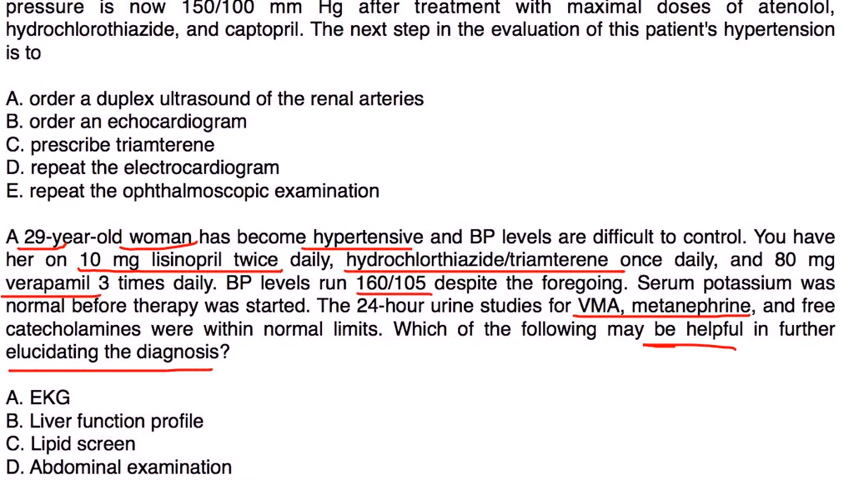 pressure is now 150/100 mm Hg after treatment with maximal doses of atenolol,
hydrochlorothiazide, and captopril. The next step in the evaluation of this patient's hypertension
is to
A. order a duplex ultrasound of the renal arteries
B. order an echocardiogram
C. prescribe triamterene
D. repeat the electrocardiogram
E. repeat the ophthalmoscopic examination
A 29-year-old woman has become hypertensive and BP levels are difficult to control. You have
her on 10 mg lisinopril twice daily, hydrochlorthiazide/triamterene once daily, and 80 mg
verapamil 3 times daily. BP levels run 160/105 despite the foregoing. Serum potassium was
normal before therapy was started. The 24-hour urine studies for VMA, metanephrine, and free
catecholamines were within normal limits. Which of the following may be helpful in further
elucidating the diagnosis?
A. EKG
B. Liver function profile
C. Lipid screen
D. Abdominal examination